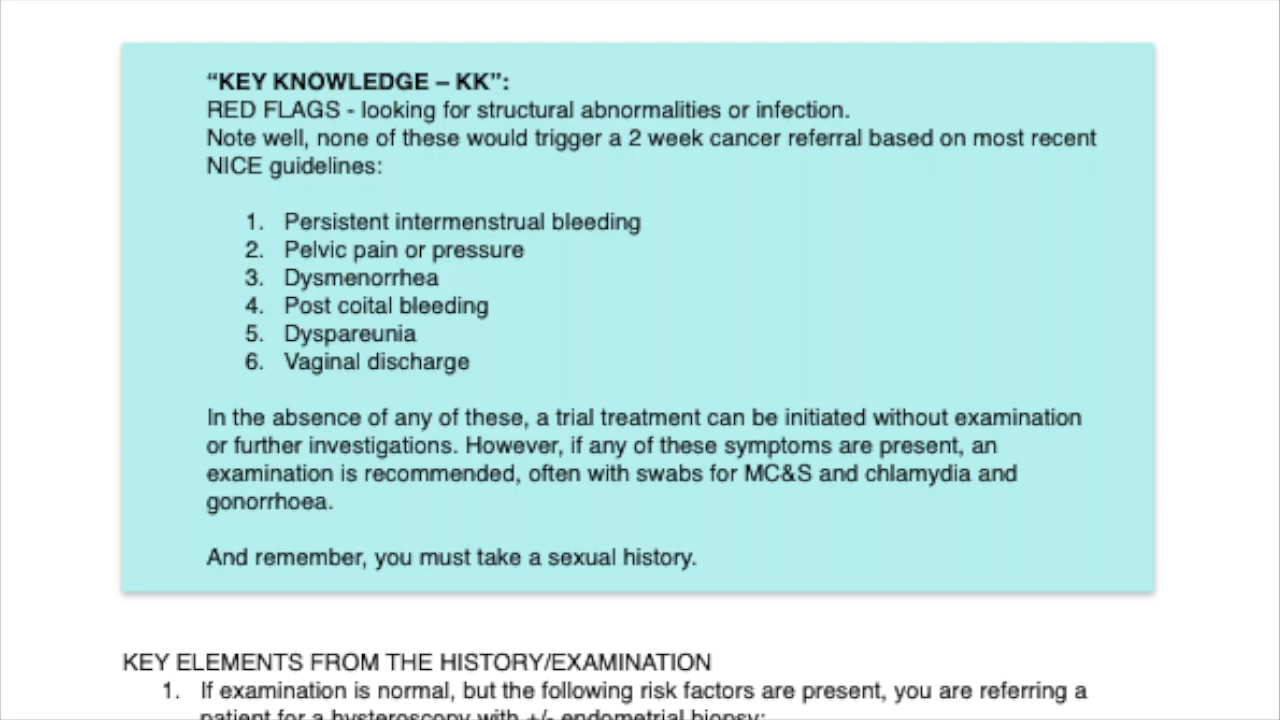 “KEY KNOWLEDGE – KK”:
RED FLAGS - looking for structural abnormalities or infection.
Note well, none of these would trigger a 2 week cancer referral based on most recent
NICE guidelines:
1. Persistent intermenstrual bleeding
2. Pelvic pain or pressure
3. Dysmenorrhea
4. Post coital bleeding
5. Dyspareunia
6. Vaginal discharge
In the absence of any of these, a trial treatment can be initiated without examination
or further investigations. However, if any of these symptoms are present, an
examination is recommended, often with swabs for MC&S and chlamydia and
gonorrhoea.
And remember, you must take a sexual history.
KEY ELEMENTS FROM THE HISTORY/EXAMINATION
1. If examination is normal, but the following risk factors are present, you are referring a
patient for a hysteroscopy with +/- endometrial biopsy: